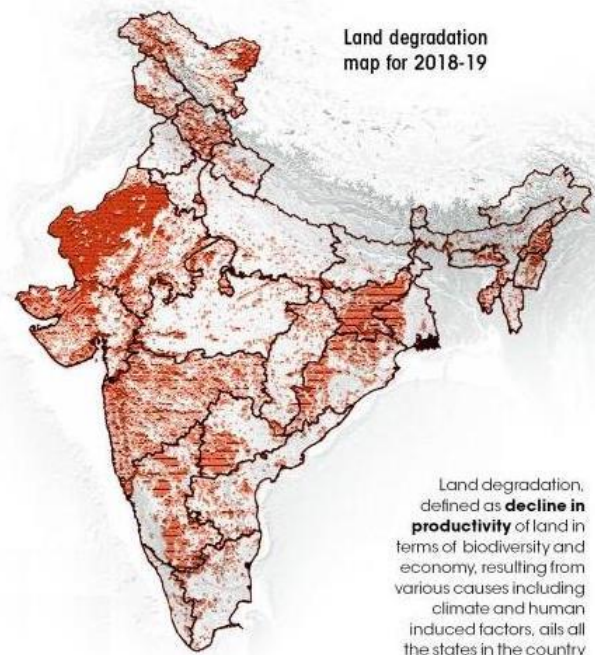 Land degradation
map for 2018-19
Land degradation,
defined as decline in
productivity of land in
terms of biodiversity and
economy, resulting from
various causes including
climate and human
induced factors, ails all
the states in the country